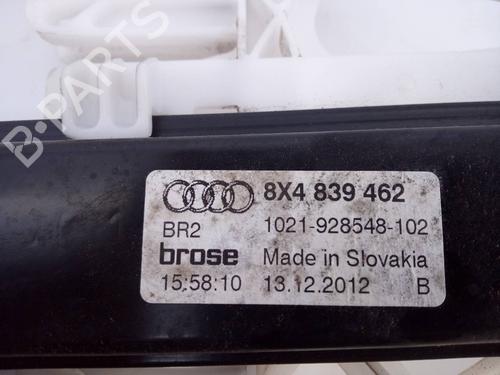 B-PARTS
8X4 839 462
BR2 1021-928548-102
brose Made in Slovakia
15:58:10 13.12.2012 B